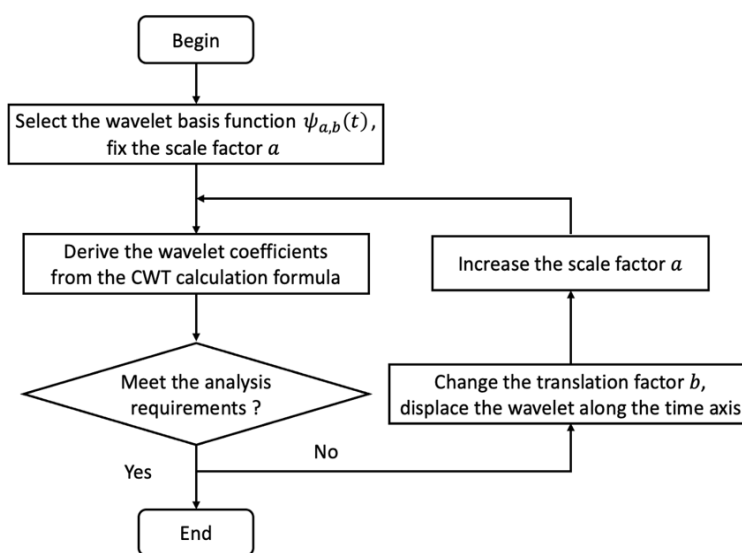 Begin
Select the wavelet basis function ψ_{a,b}(t),
fix the scale factor a
Derive the wavelet coefficients
from the CWT calculation formula
Increase the scale factor a
Meet the analysis
requirements ?
Change the translation factor b,
displace the wavelet along the time axis
No
Yes
End